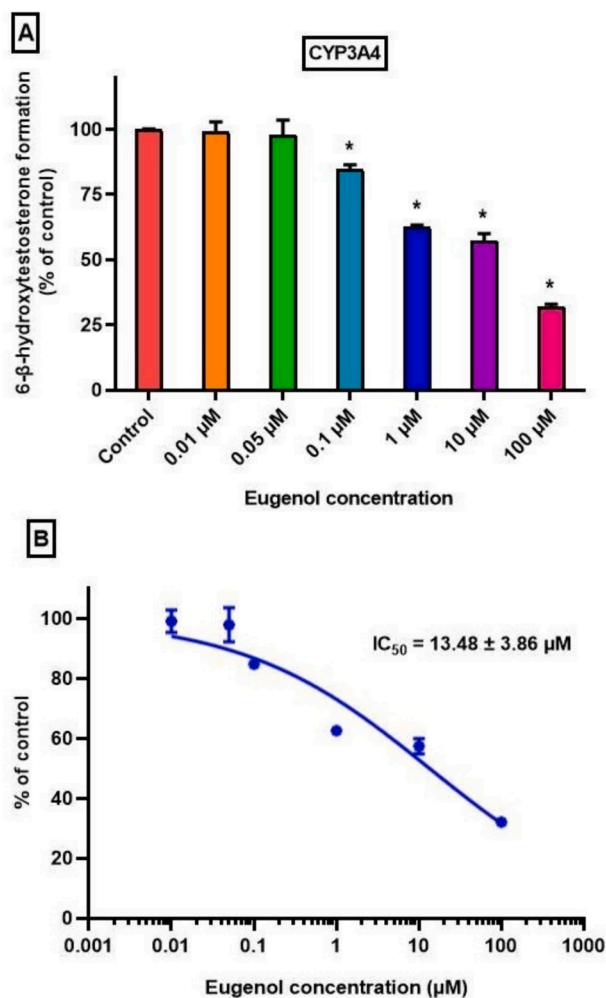 A
CYP3A4
6-β-hydroxytestosterone formation
(% of control)
100
75
50
25
0
*
*
*
*
Control
0.01 µM
0.05 µM
0.1 µM
1 µM
10 µM
100 µM
Eugenol concentration
B
% of control
100
80
60
40
20
0
IC50 = 13.48 ± 3.86 µM
0.001
0.01
0.1
1
10
100
1000
Eugenol concentration (µM)